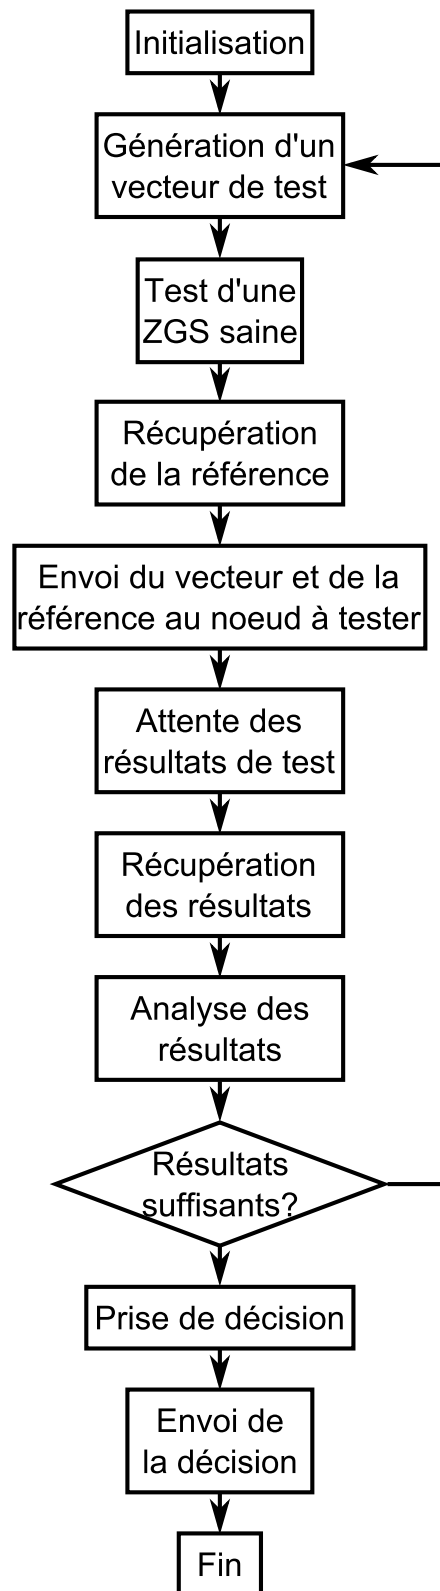 Initialisation
Génération d'un
vecteur de test
Test d'une
ZGS saine
Récupération
de la référence
Envoi du vecteur et de la
référence au noeud à tester
Attente des
résultats de test
Récupération
des résultats
Analyse des
résultats
Résultats
suffisants?
Prise de décision
Envoi de
la décision
Fin